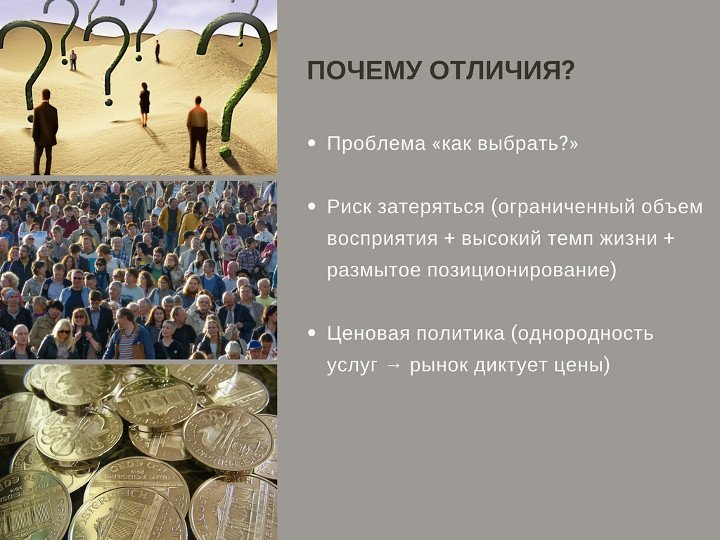 ПОЧЕМУ ОТЛИЧИЯ?
• Проблема «как выбрать?»
• Риск затеряться (ограниченный объем
восприятия + высокий темп жизни +
размытое позиционирование)
• Ценовая политика (однородность
услуг → рынок диктует цены)